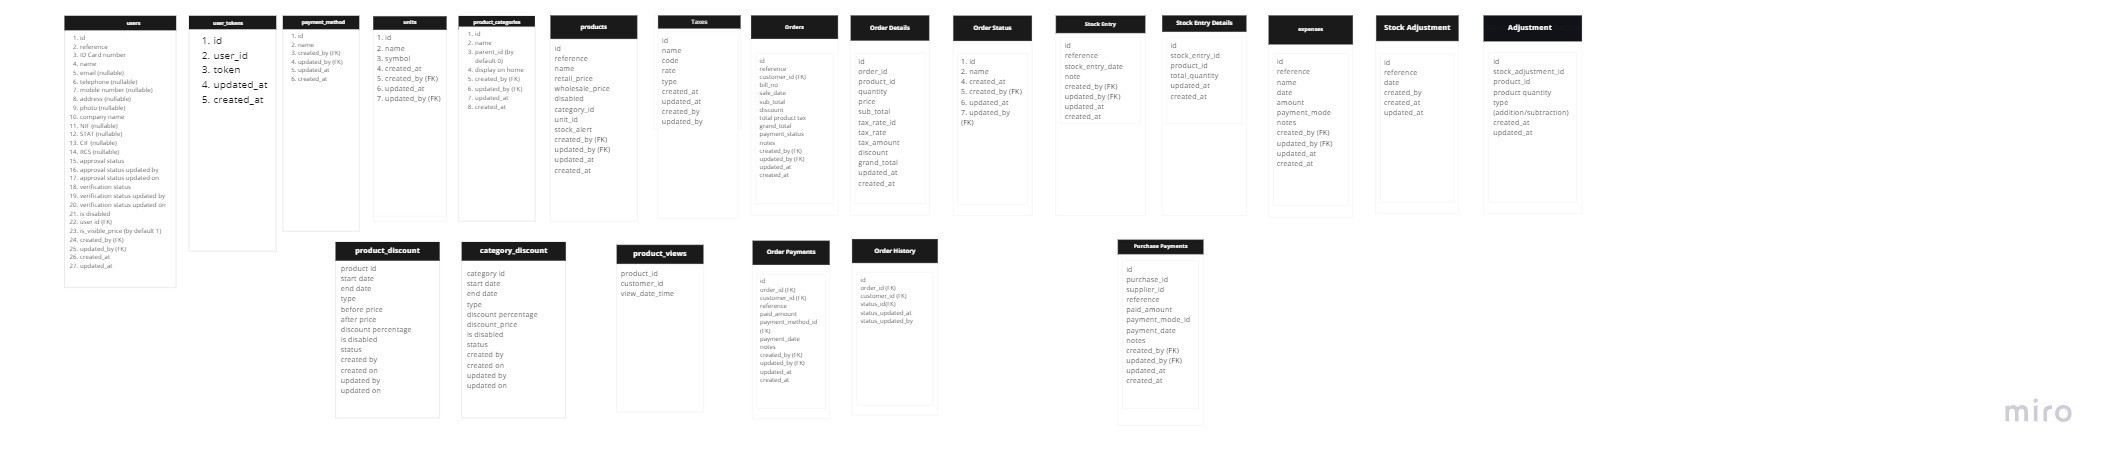 users
1. id
2. reference
3. ID Card number
4. name
5. email (nullable)
6. telephone (nullable)
7. mobile number (nullable)
8. address (nullable)
9. photo (nullable)
10. company name
11. NIF (nullable)
12. STAT (nullable)
13. CIF (nullable)
14. RCS (nullable)
15. approval status
16. approval status updated by
17. approval status updated on
18. verification status
19. verification status updated by
20. verification status updated on
21. is disabled
22. user id (FK)
23. is_visible_price (by default 1)
24. created_by (FK)
25. updated_by (FK)
26. created_at
27. updated_at
user_tokens
1. id
2. user_id
3. token
4. updated_at
5. created_at
payment_method
1. id
2. name
3. created_by (FK)
4. updated_by (FK)
5. updated_at
6. created_at
units
1. id
2. name
3. symbol
4. created_at
5. created_by (FK)
6. updated_at
7. updated_by (FK)
product_categories
1. id
2. name
3. parent_id (by
default 0)
4. display on home
5. created_by (FK)
6. updated_by (FK)
7. updated_at
8. created_at
products
id
reference
name
retail_price
wholesale_price
disabled
category_id
unit_id
stock_alert
created_by (FK)
updated_by (FK)
updated_at
created_at
Taxes
id
name
code
rate
type
created_at
updated_at
created_by
updated_by
Orders
id
reference
customer_id (FK)
bill_no
sale_date
sub_total
discount
total product tax
grand_total
payment_status
notes
created_by (FK)
updated_by (FK)
updated_at
created_at
Order Details
id
order_id
product_id
quantity
price
sub_total
tax_rate_id
tax_rate
tax_amount
discount
grand_total
updated_at
created_at
Order Status
1. id
2. name
4. created_at
5. created_by (FK)
6. updated_at
7. updated_by
(FK)
Stock Entry
id
reference
stock_entry_date
note
created_by (FK)
updated_by (FK)
updated_at
created_at
Stock Entry Details
id
stock_entry_id
product_id
total_quantity
updated_at
created_at
expenses
id
reference
name
date
amount
payment_mode
notes
created_by (FK)
updated_by (FK)
updated_at
created_at
Stock Adjustment
id
reference
date
created_by
created_at
updated_at
Adjustment
id
stock_adjustment_id
product_id
product quantity
type
(addition/subtraction)
created_at
updated_at
product_discount
product id
start date
end date
type
before price
after price
discount percentage
is disabled
status
created by
created on
updated by
updated on
category_discount
category id
start date
end date
type
discount percentage
discount_price
is disabled
status
created by
created on
updated by
updated on
product_views
product_id
customer_id
view_date_time
Order Payments
id
order_id (FK)
customer_id (FK)
reference
paid_amount
payment_method_id
(FK)
payment_date
notes
created_by (FK)
updated_by (FK)
updated_at
created_at
Order History
id
order_id (FK)
customer_id (FK)
status_id(FK)
status_updated_at
status_updated_by
Purchase Payments
id
purchase_id
supplier_id
reference
paid_amount
payment_mode_id
payment_date
notes
created_by (FK)
updated_by (FK)
updated_at
created_at
miro